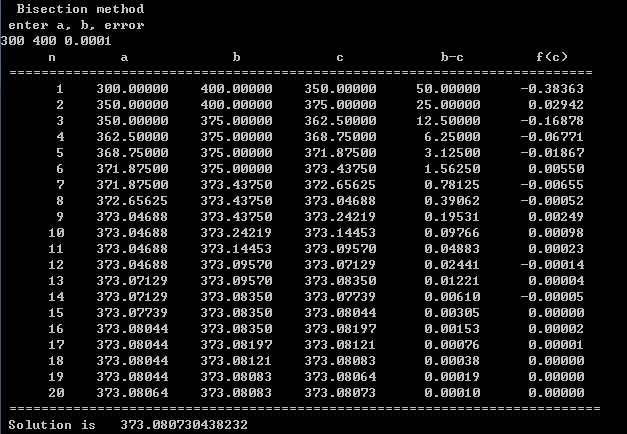 Bisection method
enter a, b, error
300 400 0.0001
n a b c b-c f(c)
=========================================================================
1 300.00000 400.00000 350.00000 50.00000 -0.38363
2 350.00000 400.00000 375.00000 25.00000 0.02942
3 350.00000 375.00000 362.50000 12.50000 -0.16878
4 362.50000 375.00000 368.75000 6.25000 -0.06771
5 368.75000 375.00000 371.87500 3.12500 -0.01867
6 371.87500 375.00000 373.43750 1.56250 0.00550
7 371.87500 373.43750 372.65625 0.78125 -0.00655
8 372.65625 373.43750 373.04688 0.39062 -0.00052
9 373.04688 373.43750 373.24219 0.19531 0.00249
10 373.04688 373.24219 373.14453 0.09766 0.00098
11 373.04688 373.14453 373.09570 0.04883 0.00023
12 373.04688 373.09570 373.07129 0.02441 -0.00014
13 373.07129 373.09570 373.08350 0.01221 0.00004
14 373.07129 373.08350 373.07739 0.00610 -0.00005
15 373.07739 373.08350 373.08044 0.00305 0.00000
16 373.08044 373.08350 373.08197 0.00153 0.00002
17 373.08044 373.08197 373.08121 0.00076 0.00001
18 373.08044 373.08121 373.08083 0.00038 0.00000
19 373.08044 373.08083 373.08064 0.00019 0.00000
20 373.08064 373.08083 373.08073 0.00010 0.00000
==========================================================================
Solution is 373.080730438232